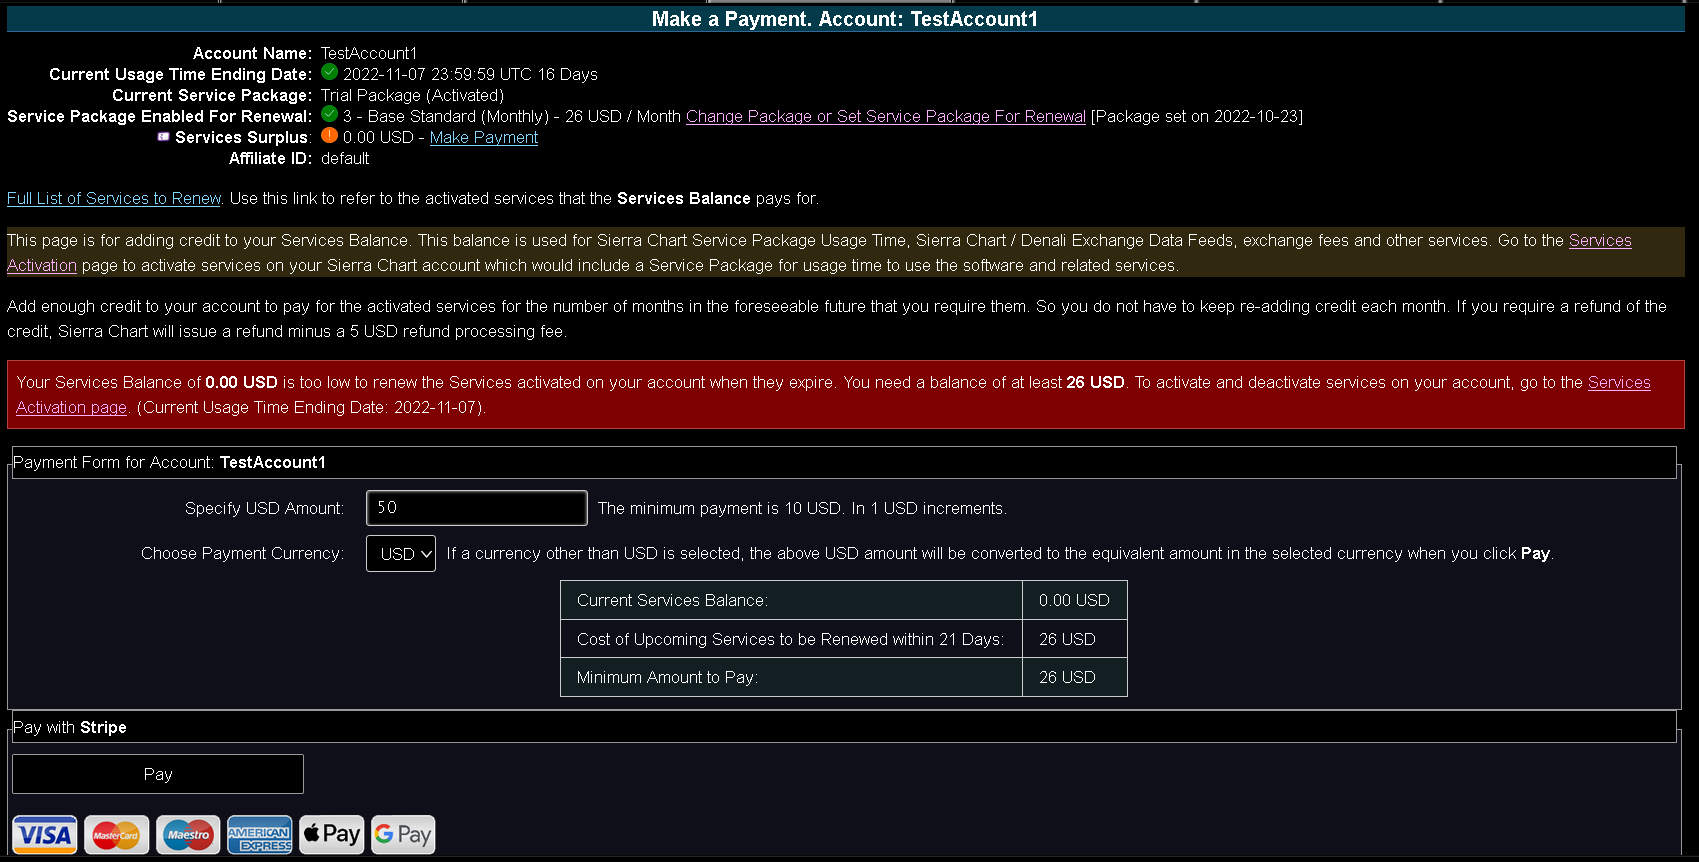 Make a Payment. Account: TestAccount1
Account Name: TestAccount1
Current Usage Time Ending Date: 2022-11-07 23:59:59 UTC 16 Days
Current Service Package: Trial Package (Activated)
Service Package Enabled For Renewal: 3 - Base Standard (Monthly) - 26 USD / Month Change Package or Set Service Package For Renewal [Package set on 2022-10-23]
Services Surplus: 0.00 USD - Make Payment
Affiliate ID: default
Full List of Services to Renew. Use this link to refer to the activated services that the Services Balance pays for.
This page is for adding credit to your Services Balance. This balance is used for Sierra Chart Service Package Usage Time, Sierra Chart / Denali Exchange Data Feeds, exchange fees and other services. Go to the Services
Activation page to activate services on your Sierra Chart account which would include a Service Package for usage time to use the software and related services.
Add enough credit to your account to pay for the activated services for the number of months in the foreseeable future that you require them. So you do not have to keep re-adding credit each month. If you require a refund of the
credit, Sierra Chart will issue a refund minus a 5 USD refund processing fee.
Your Services Balance of 0.00 USD is too low to renew the Services activated on your account when they expire. You need a balance of at least 26 USD. To activate and deactivate services on your account, go to the Services
Activation page. (Current Usage Time Ending Date: 2022-11-07).
Payment Form for Account: TestAccount1
Specify USD Amount: 50 The minimum payment is 10 USD. In 1 USD increments.
Choose Payment Currency: USD If a currency other than USD is selected, the above USD amount will be converted to the equivalent amount in the selected currency when you click Pay.
Current Services Balance: 0.00 USD
Cost of Upcoming Services to be Renewed within 21 Days: 26 USD
Minimum Amount to Pay: 26 USD
Pay with Stripe
Pay
VISA MasterCard Maestro AMERICAN EXPRESS Pay G Pay